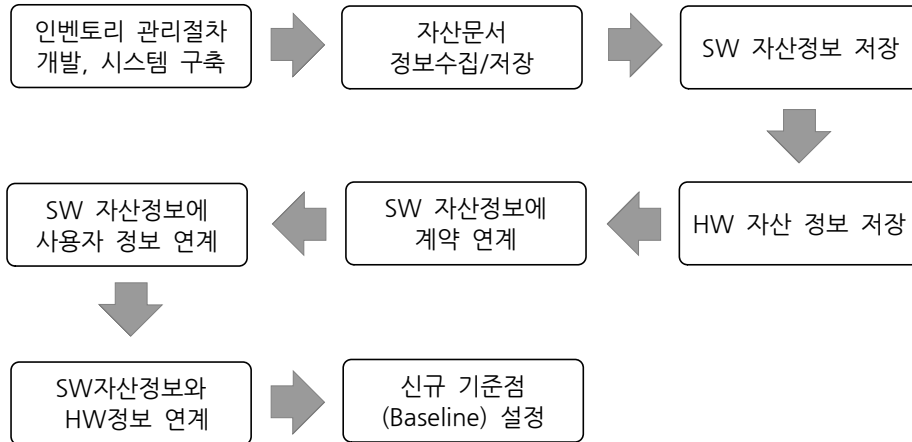 인벤토리 관리절차
개발, 시스템 구축
자산문서
정보수집/저장
SW 자산정보 저장
HW 자산 정보 저장
SW 자산정보에
계약 연계
SW 자산정보에
사용자 정보 연계
SW자산정보와
HW정보 연계
신규 기준점
(Baseline) 설정